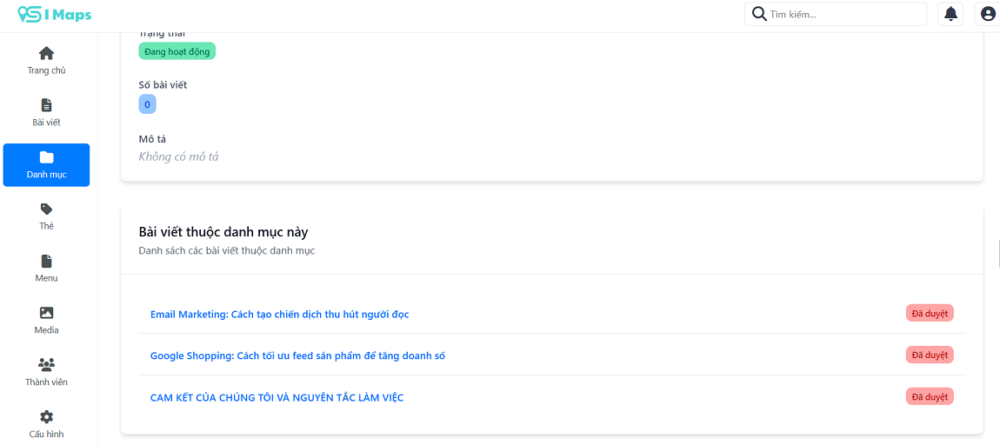 SI Maps
Tìm kiếm...
Trang chủ
Bài viết
Danh mục
Thẻ
Menu
Media
Thành viên
Cấu hình
Trạng thái
Đang hoạt động
Số bài viết
0
Mô tả
Không có mô tả
Bài viết thuộc danh mục này
Danh sách các bài viết thuộc danh mục
Email Marketing: Cách tạo chiến dịch thu hút người đọc Đã duyệt
Google Shopping: Cách tối ưu feed sản phẩm để tăng doanh số Đã duyệt
CAM KẾT CỦA CHÚNG TÔI VÀ NGUYÊN TẮC LÀM VIỆC Đã duyệt